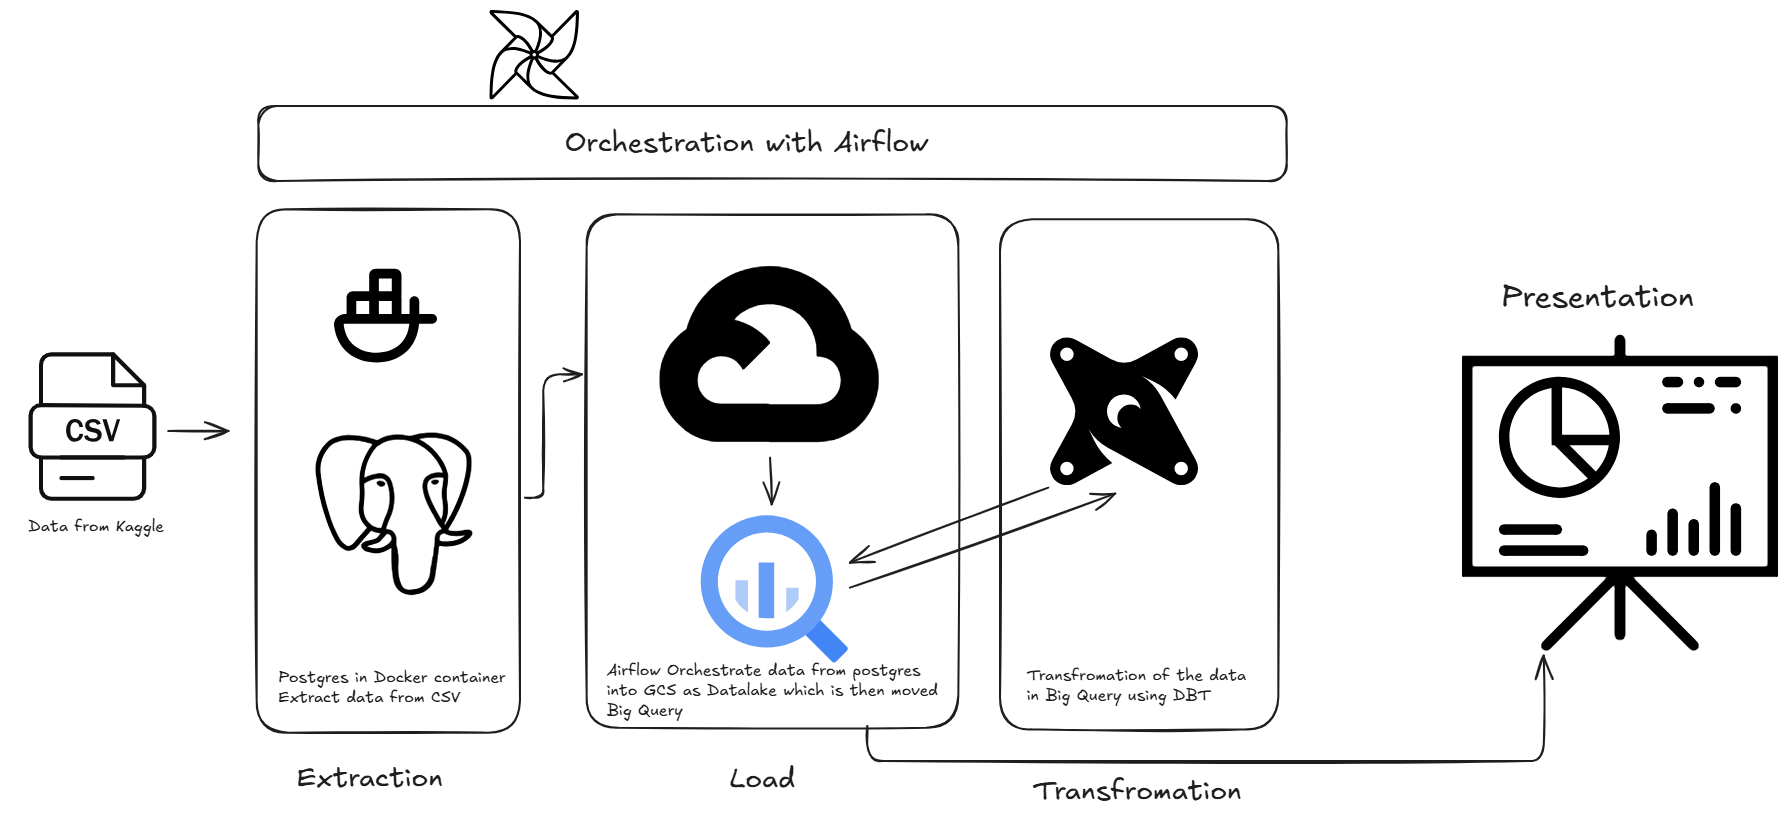 Orchestration with Airflow
CSV
Data from Kaggle
Postgres in Docker container
Extract data from CSV
Extraction
Airflow Orchestrate data from postgres
into GCS as Datalake which is then moved
Big Query
Load
Transfromation of the data
in Big Query using DBT
Transfromation
Presentation